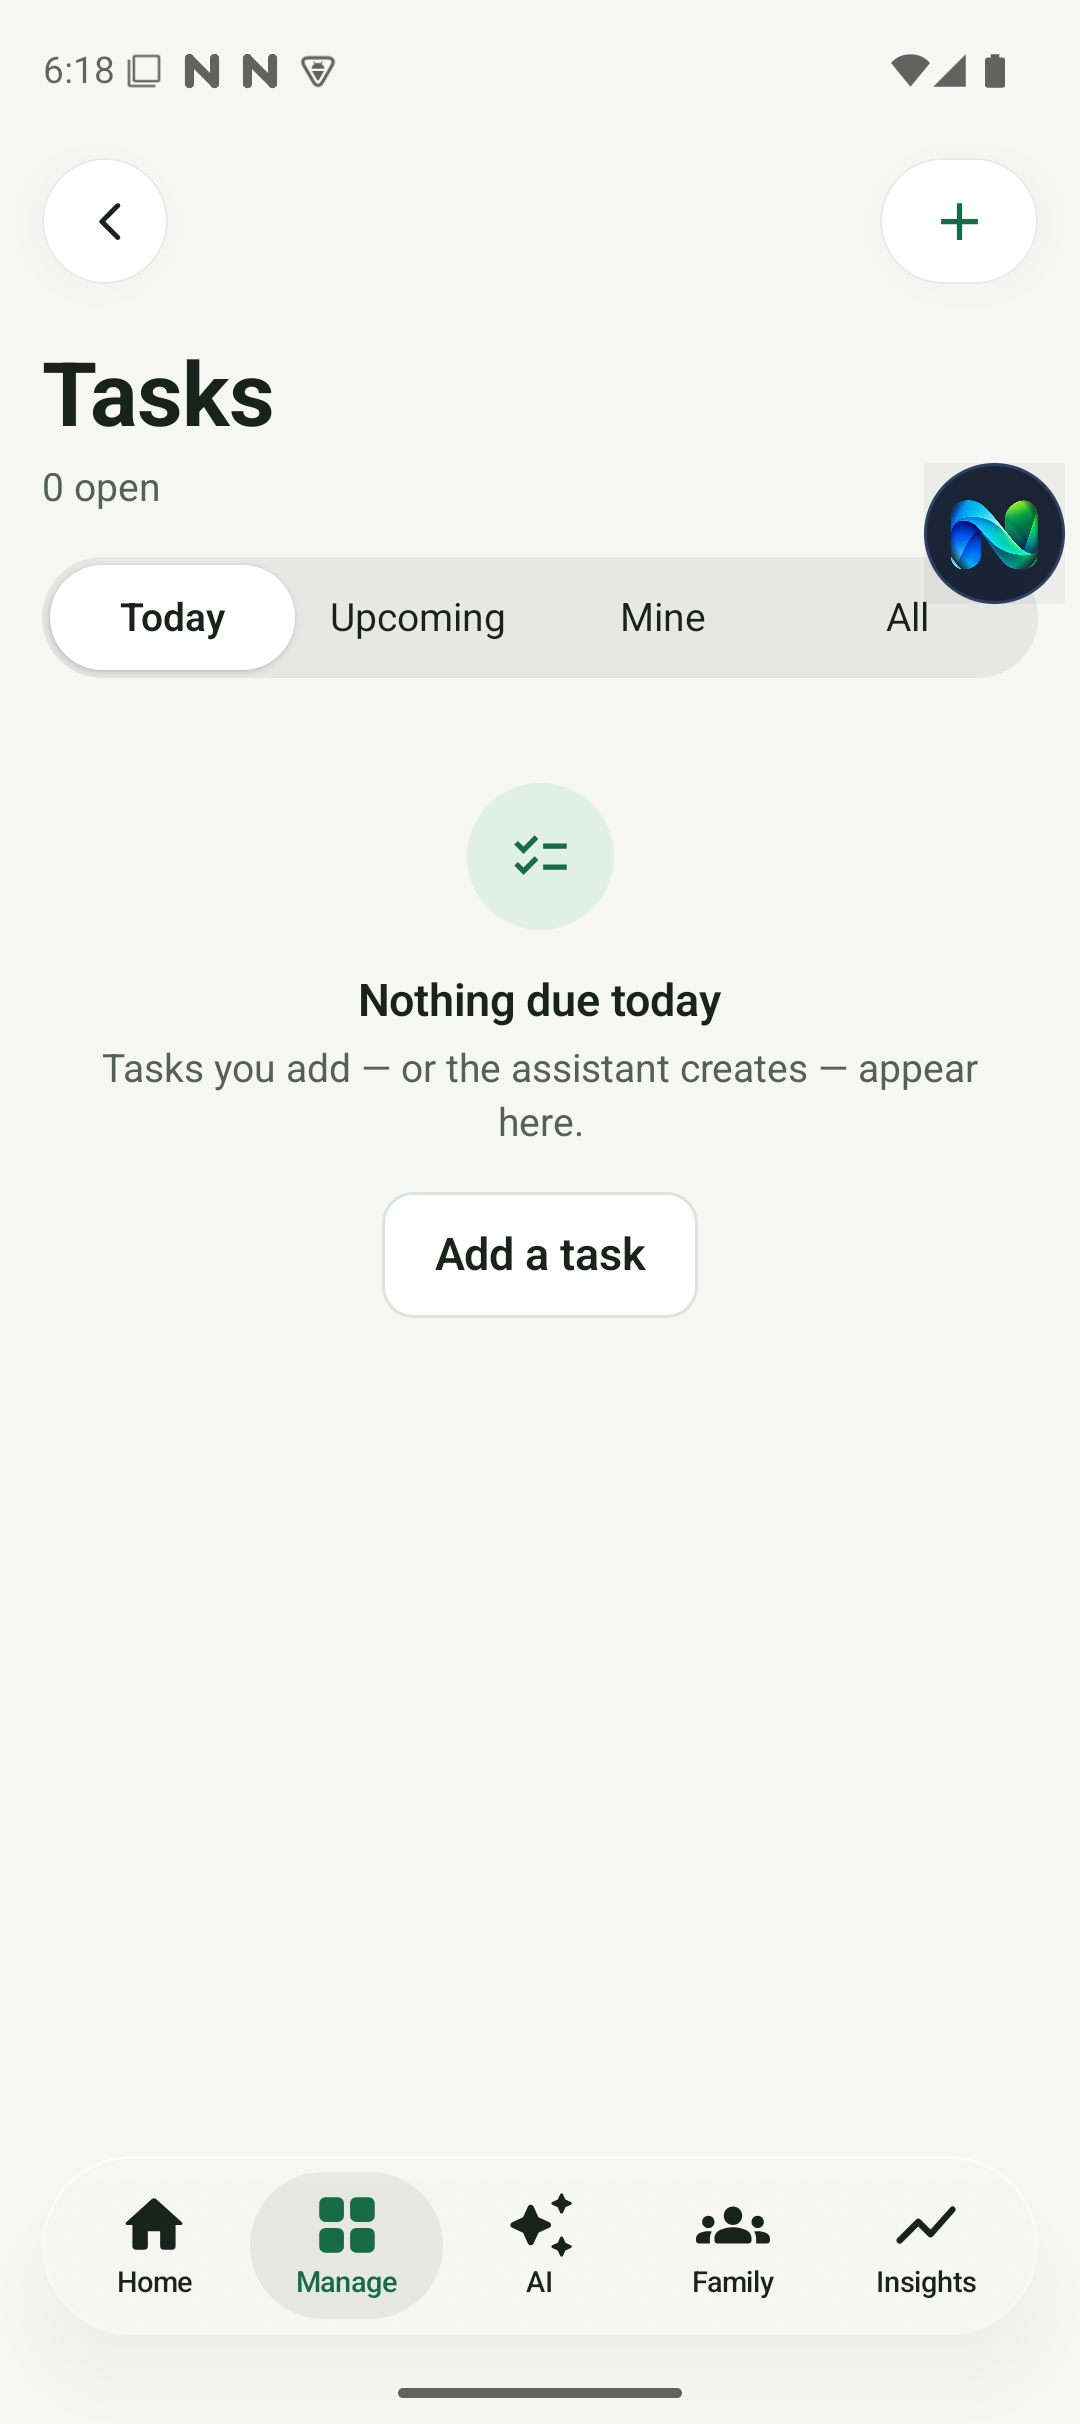 6:18
Tasks
0 open
Today
Upcoming
Mine
All
Nothing due today
Tasks you add — or the assistant creates — appear
here.
Add a task
Home
Manage
AI
Family
Insights